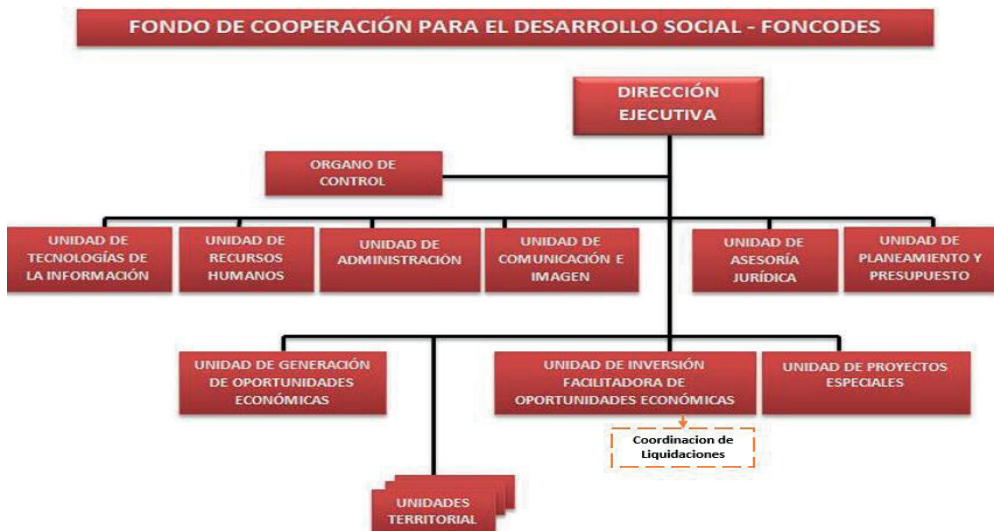 FONDO DE COOPERACIÓN PARA EL DESARROLLO SOCIAL - FONCODES
DIRECCIÓN
EJECUTIVA
ORGANO DE
CONTROL
UNIDAD DE
TECNOLOGÍAS DE
LA INFORMACIÓN
UNIDAD DE
RECURSOS
HUMANOS
UNIDAD DE
ADMINISTRACIÓN
UNIDAD DE
COMUNICACIÓN E
IMAGEN
UNIDAD DE
ASESORÍA
JURÍDICA
UNIDAD DE
PLANEAMIENTO Y
PRESUPUESTO
UNIDAD DE GENERACIÓN
DE OPORTUNIDADES
ECONÓMICAS
UNIDAD DE INVERSIÓN
FACILITADORA DE
OPORTUNIDADES ECONÓMICAS
UNIDAD DE PROYECTOS
ESPECIALES
Coordinacion de
Liquidaciones
UNIDADES
TERRITORIAL